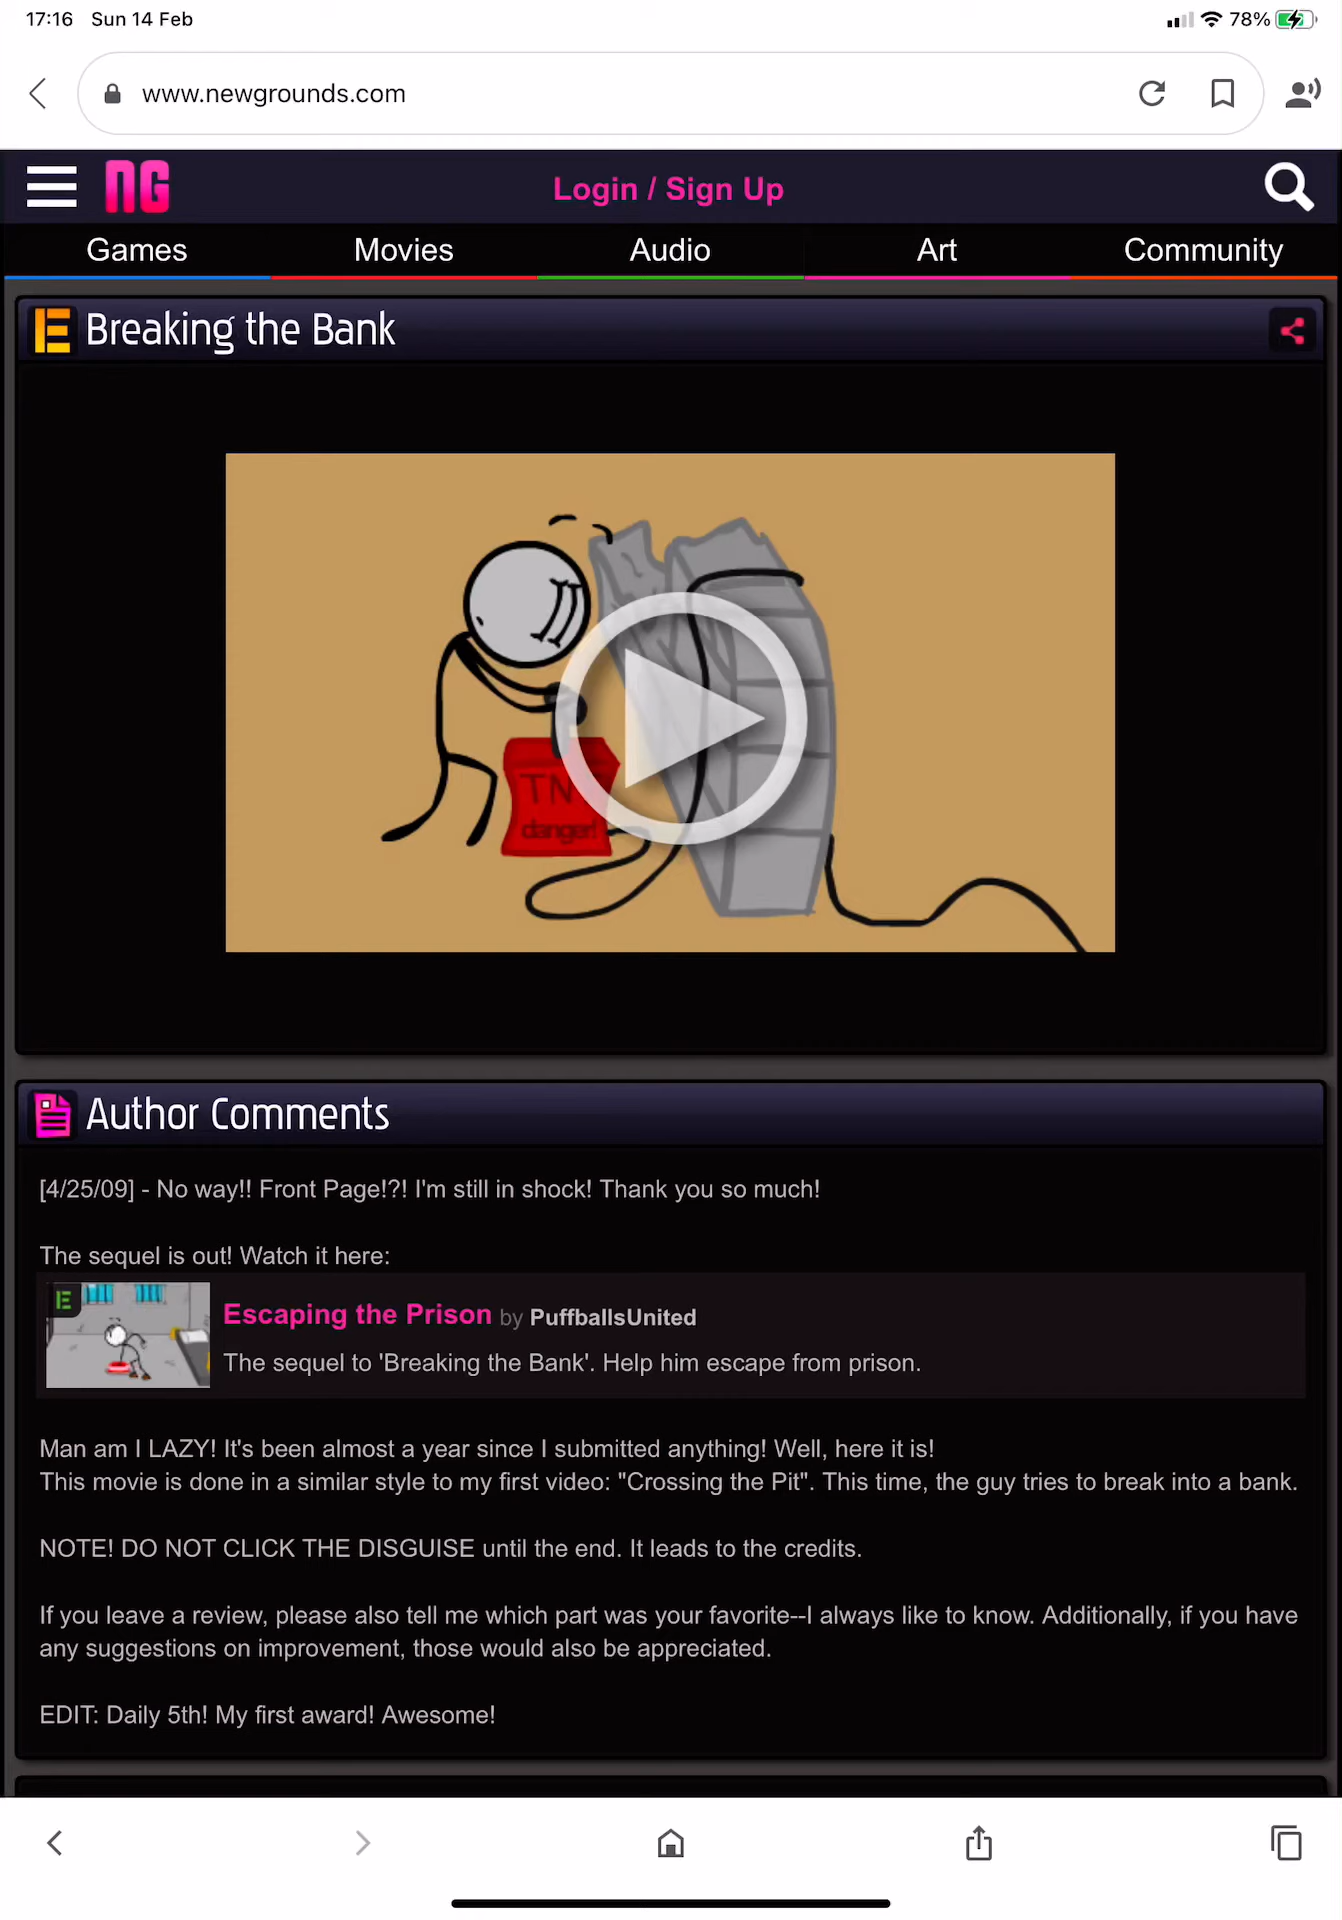 17:16 Sun 14 Feb
78%
www.newgrounds.com
NG
Login / Sign Up
Games Movies Audio Art Community
E Breaking the Bank
TN
danger!
Author Comments
[4/25/09] - No way!! Front Page!?! I'm still in shock! Thank you so much!
The sequel is out! Watch it here:
E
Escaping the Prison by PuffballsUnited
The sequel to 'Breaking the Bank'. Help him escape from prison.
Man am I LAZY! It's been almost a year since I submitted anything! Well, here it is!
This movie is done in a similar style to my first video: "Crossing the Pit". This time, the guy tries to break into a bank.
NOTE! DO NOT CLICK THE DISGUISE until the end. It leads to the credits.
If you leave a review, please also tell me which part was your favorite--I always like to know. Additionally, if you have
any suggestions on improvement, those would also be appreciated.
EDIT: Daily 5th! My first award! Awesome!